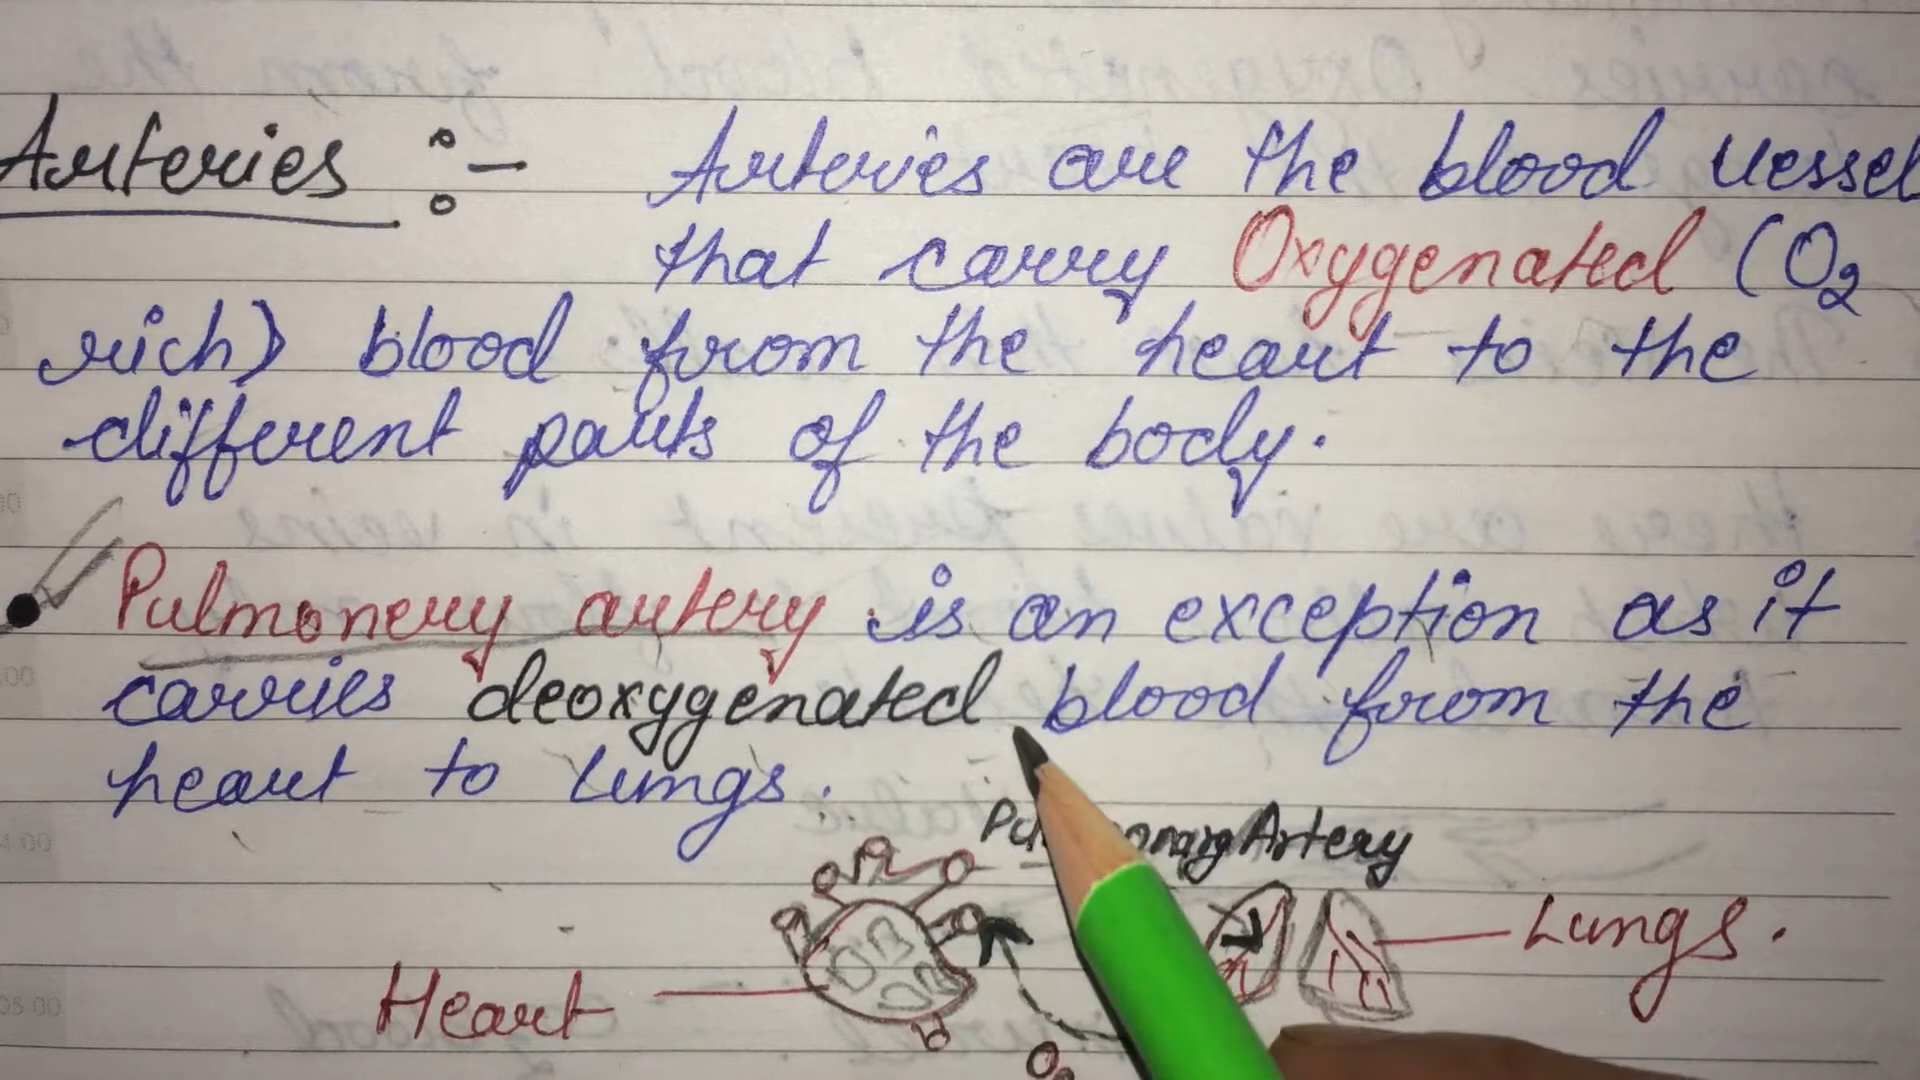 Arteries :- Arteries are the blood vessel
that carry Oxygenated (O2
rich) blood from the heart to the
different parts of the body.
Pulmonery artery is an exception as it
carries deoxygenated blood from the
heart to Lungs.
Artery
Lungs.
Heart